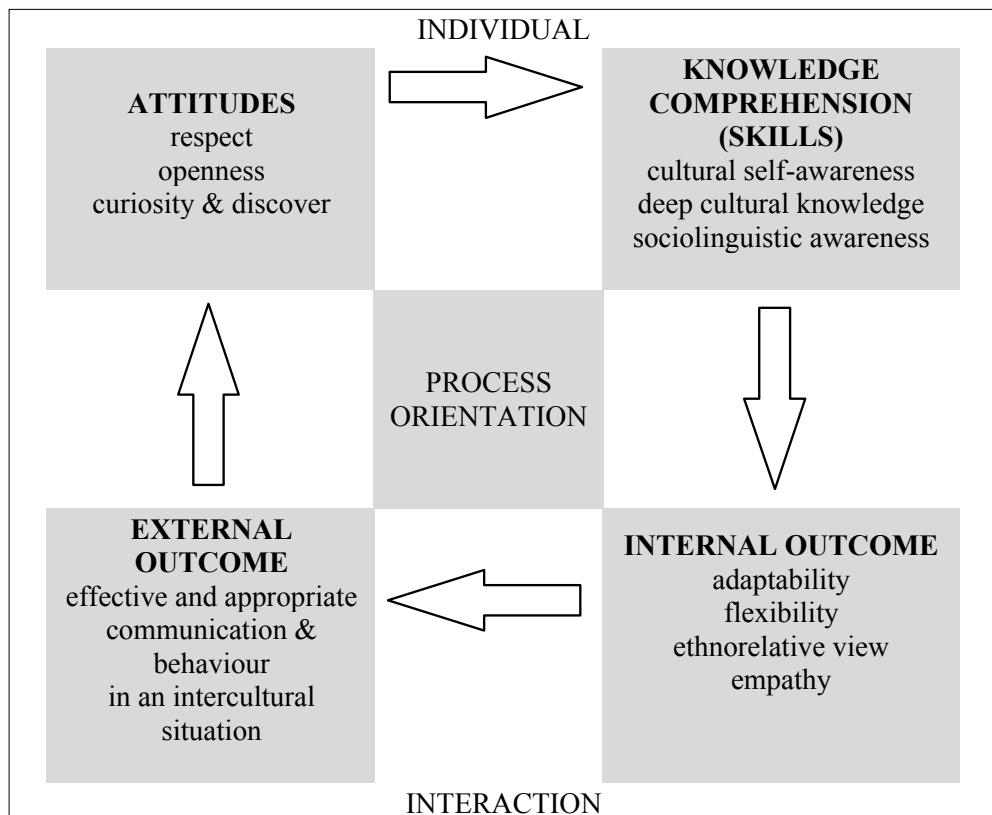 INDIVIDUAL
ATTITUDES
respect
openness
curiosity & discover
KNOWLEDGE
COMPREHENSION
(SKILLS)
cultural self-awareness
deep cultural knowledge
sociolinguistic awareness
PROCESS
ORIENTATION
EXTERNAL
OUTCOME
effective and appropriate
communication &
behaviour
in an intercultural
situation
INTERNAL OUTCOME
adaptability
flexibility
ethnorelative view
empathy
INTERACTION